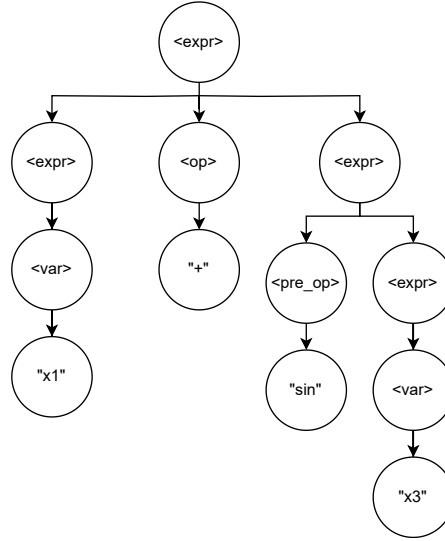 <expr>
<expr> <op> <expr>
<var> "+" <pre_op> <expr>
"x1" "sin" <var>
"x3"